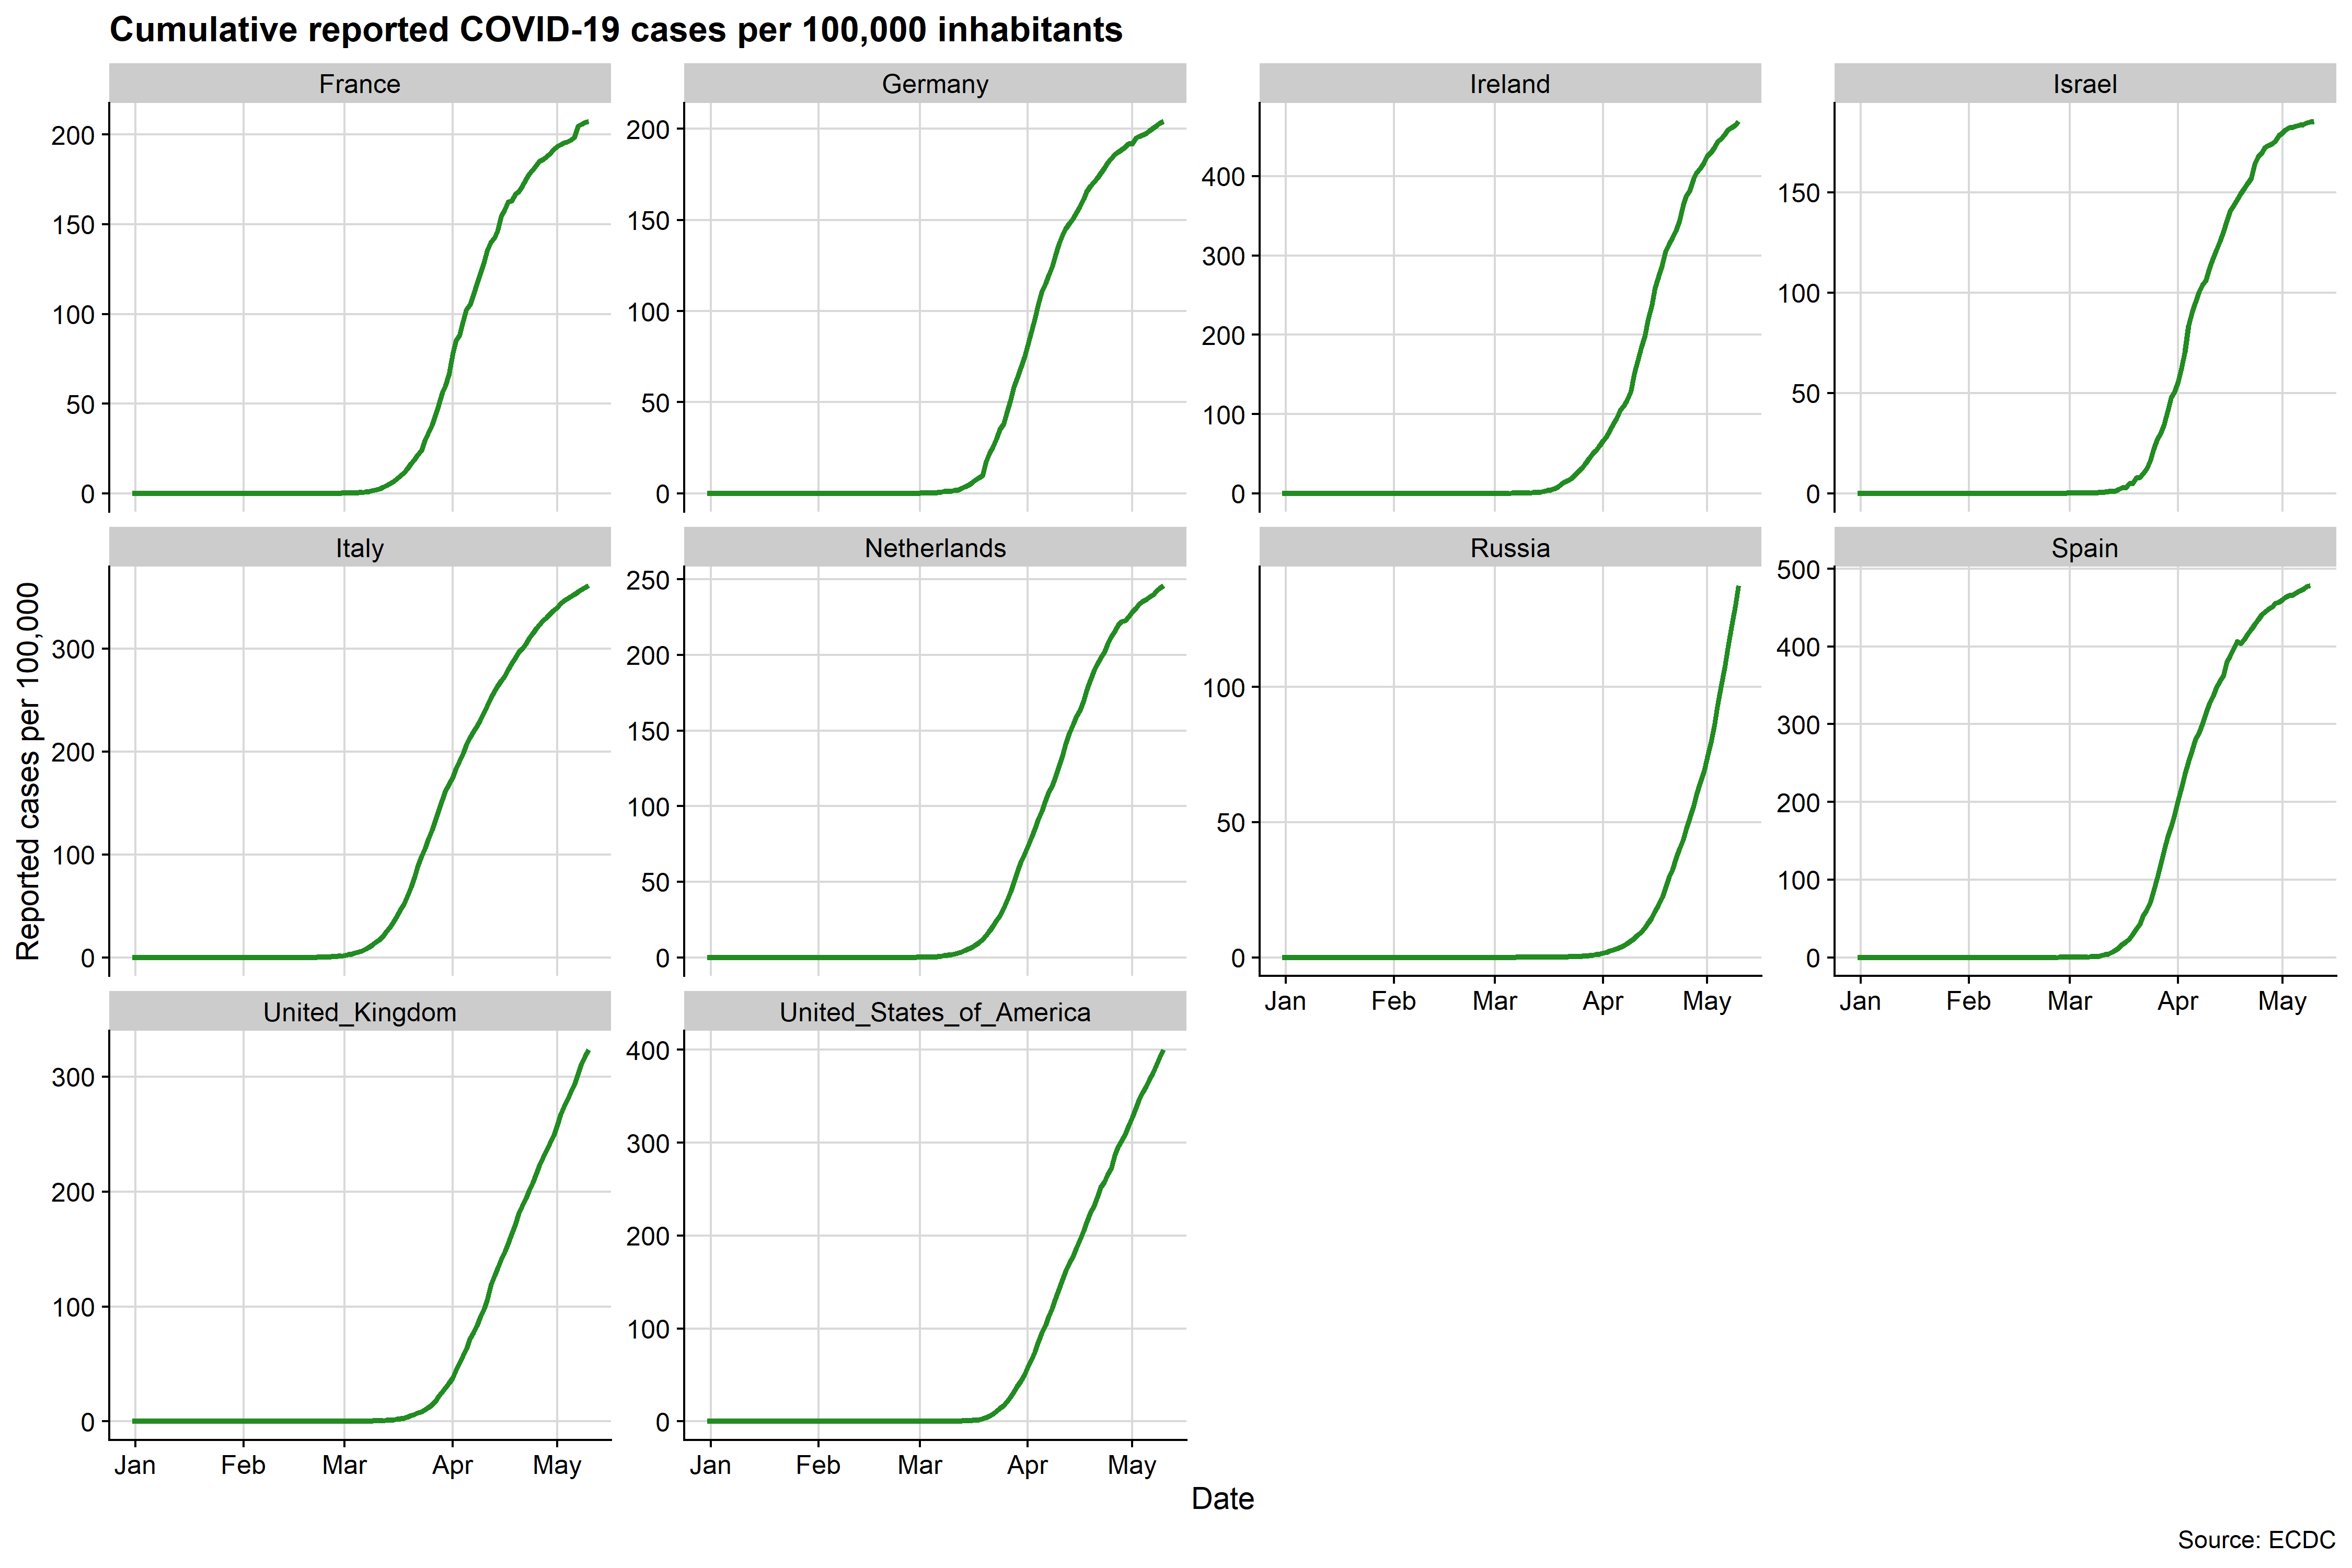 Cumulative reported COVID-19 cases per 100,000 inhabitants
France
Germany
Ireland
Israel
200
150
100
50
0
200
150
100
50
0
400
300
200
100
0
150
100
50
0
Italy
Netherlands
Russia
Spain
300
200
100
0
250
200
150
100
50
0
100
50
0
500
400
300
200
100
0
Jan Feb Mar Apr May
Jan Feb Mar Apr May
United_Kingdom
United_States_of_America
300
200
100
0
400
300
200
100
0
Jan Feb Mar Apr May
Jan Feb Mar Apr May
Reported cases per 100,000
Date
Source: ECDC